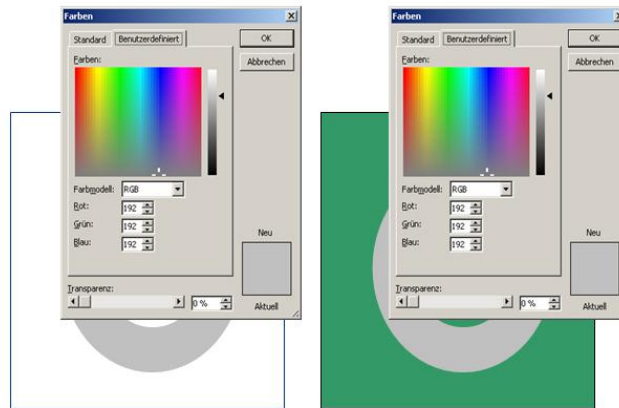 Farben
Standard
Benutzerdefiniert
OK
Abbrechen
Farben:
Farbmodell:
RGB
Rot:
192
Grün:
192
Blau:
192
Neu
Transparenz:
0 %
Aktuell
Farben
Standard
Benutzerdefiniert
OK
Abbrechen
Farben:
Farbmodell:
RGB
Rot:
192
Grün:
192
Blau:
192
Neu
Transparenz:
0 %
Aktuell